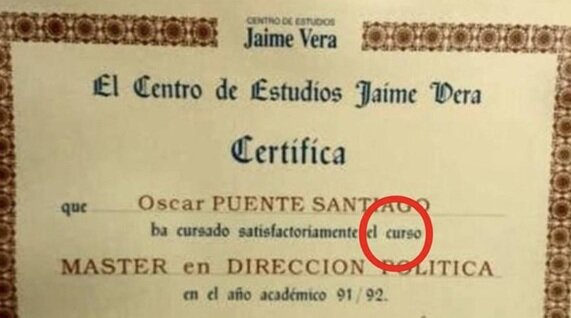 CENTRO DE ESTUDIOS
Jaime Vera
El Centro de Estudios Jaime Vera
Certifica
que Oscar PUENTE SANTIAGO
ha cursado satisfactoriamente el curso
MASTER en DIRECCION POLITICA
en el año académico 91/92.